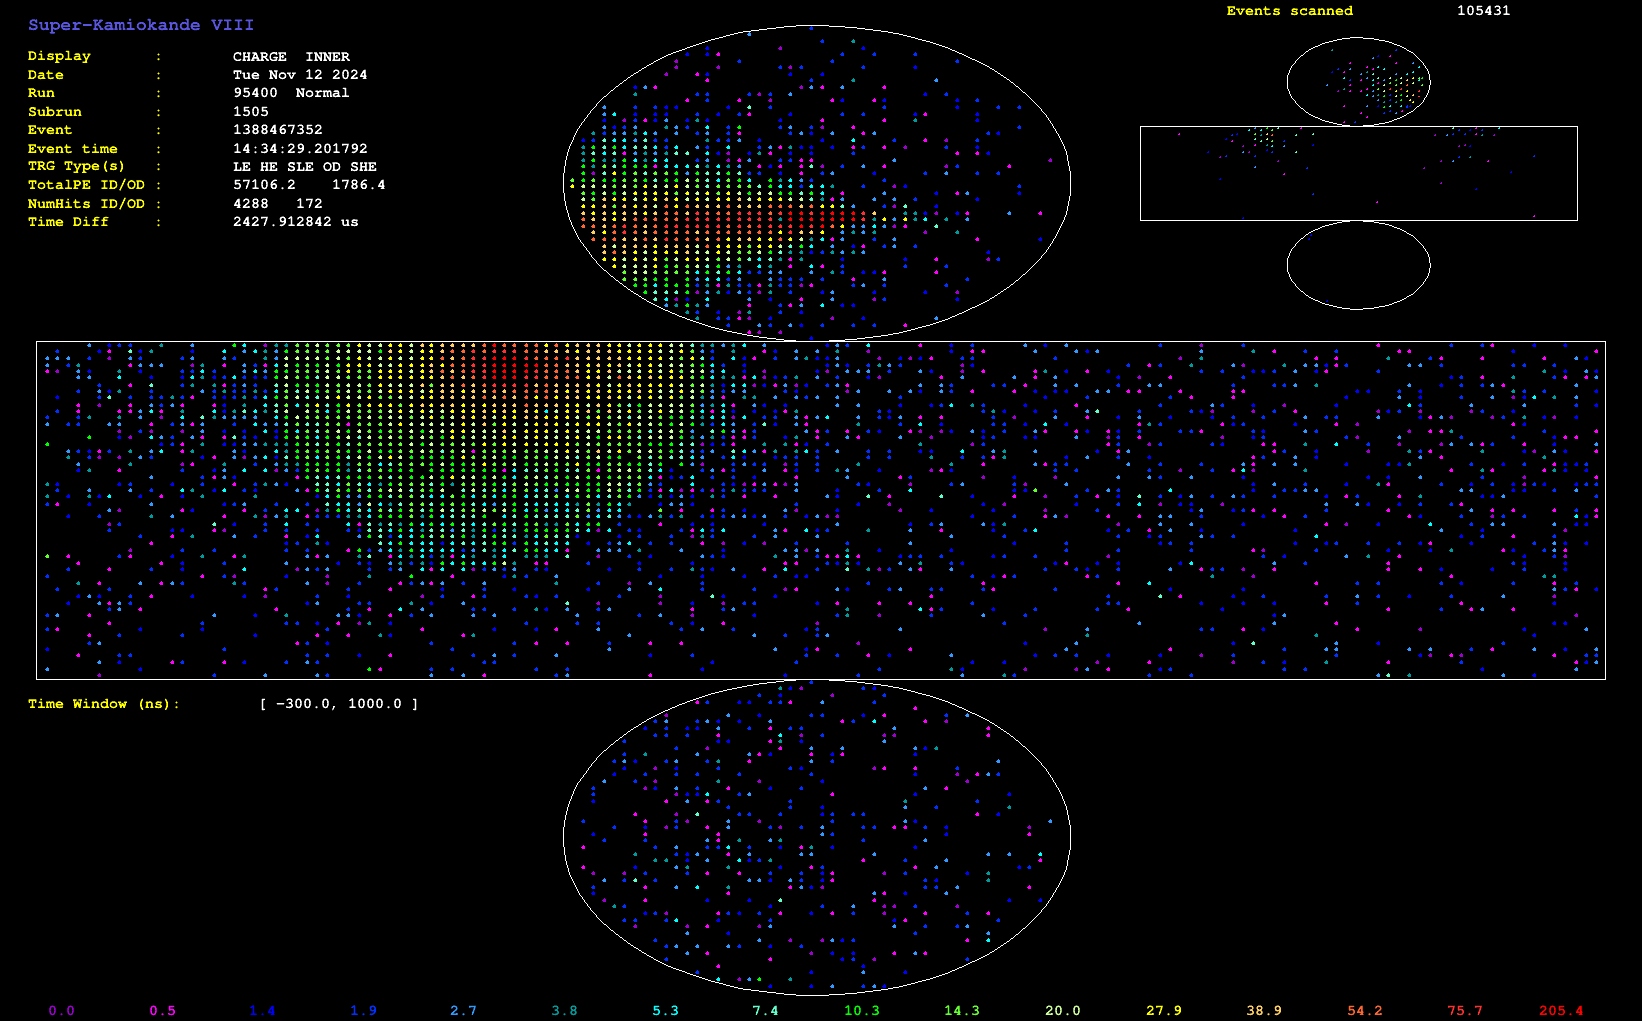 Super-Kamiokande VIII
Display : CHARGE INNER
Date : Tue Nov 12 2024
Run : 95400 Normal
Subrun : 1505
Event : 1388467352
Event time : 14:34:29.201792
TRG Type(s) : LE HE SLE OD SHE
TotalPE ID/OD : 57106.2 1786.4
NumHits ID/OD : 4288 172
Time Diff : 2427.912842 us
Events scanned 105431
Time Window (ns): [ -300.0, 1000.0 ]
0.0 0.5 1.4 1.9 2.7 3.8 5.3 7.4 10.3 14.3 20.0 27.9 38.9 54.2 75.7 205.4